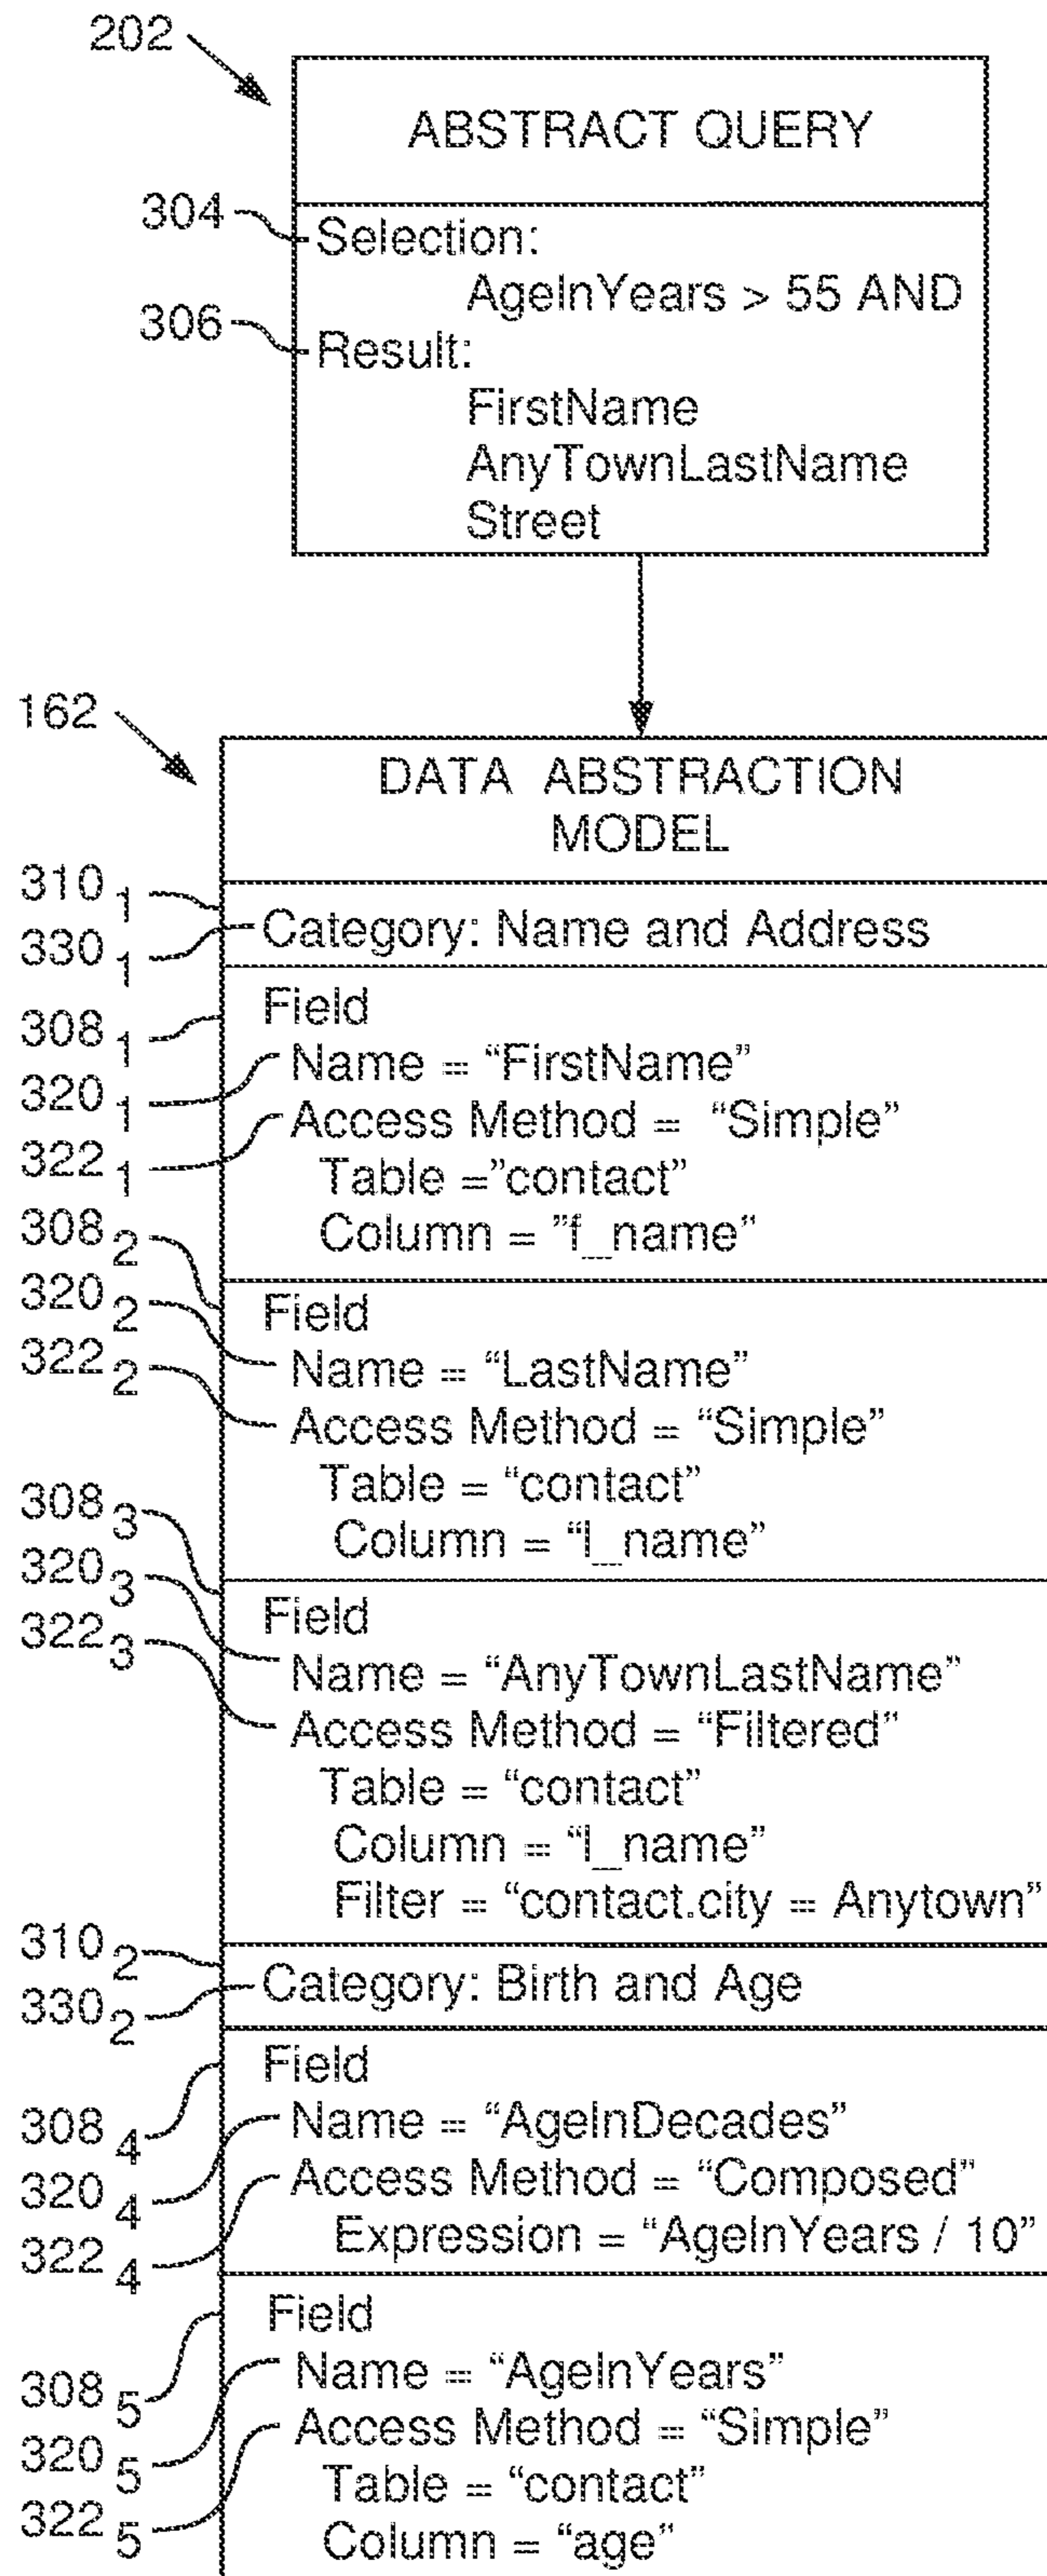 202
ABSTRACT QUERY
304
Selection:
AgeInYears > 55 AND
306
Result:
FirstName
AnyTownLastName
Street
162
DATA ABSTRACTION
MODEL
310 1
330 1
Category: Name and Address
308 1
Field
320 1
Name = “FirstName”
322 1
Access Method = “Simple”
Table =”contact”
Column = ”f_name”
308 2
Field
320 2
Name = “LastName”
322 2
Access Method = “Simple”
Table = “contact”
Column = “l_name”
308 3
Field
320 3
Name = “AnyTownLastName”
322 3
Access Method = “Filtered”
Table = “contact”
Column = “l_name”
Filter = “contact.city = Anytown”
310 2
330 2
Category: Birth and Age
308 4
Field
320 4
Name = “AgeInDecades”
322 4
Access Method = “Composed”
Expression = “AgeInYears / 10”
308 5
Field
320 5
Name = “AgeInYears”
322 5
Access Method = “Simple”
Table = “contact”
Column = “age”